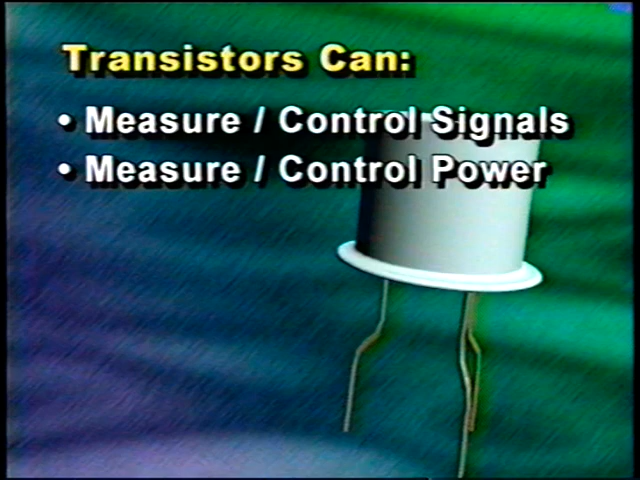 Transistors Can:
• Measure / Control Signals
• Measure / Control Power